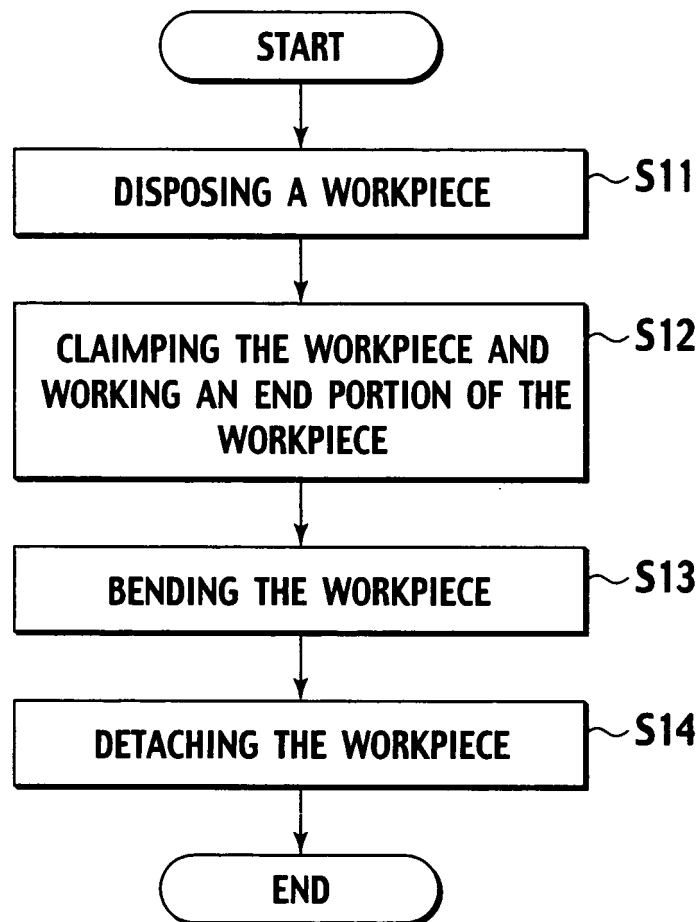 START
DISPOSING A WORKPIECE
S11
CLAIMPING THE WORKPIECE AND
WORKING AN END PORTION OF THE
WORKPIECE
S12
BENDING THE WORKPIECE
S13
DETACHING THE WORKPIECE
S14
END